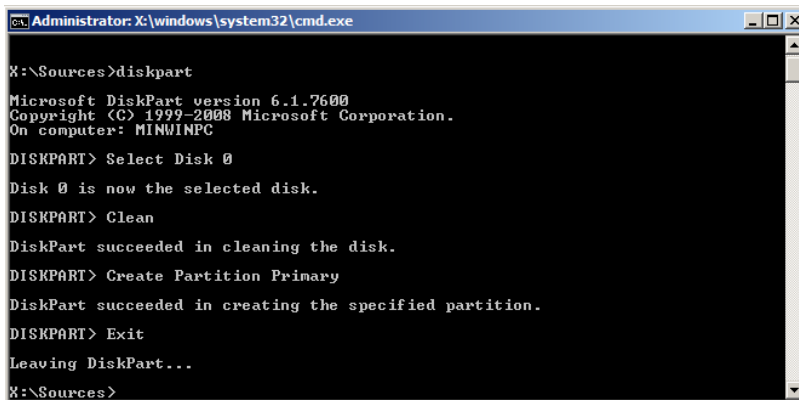 Administrator: X:\windows\system32\cmd.exe
X:\Sources>diskpart
Microsoft DiskPart version 6.1.7600
Copyright (C) 1999-2008 Microsoft Corporation.
On computer: MINWINPC
DISKPART> Select Disk 0
Disk 0 is now the selected disk.
DISKPART> Clean
DiskPart succeeded in cleaning the disk.
DISKPART> Create Partition Primary
DiskPart succeeded in creating the specified partition.
DISKPART> Exit
Leaving DiskPart...
X:\Sources>